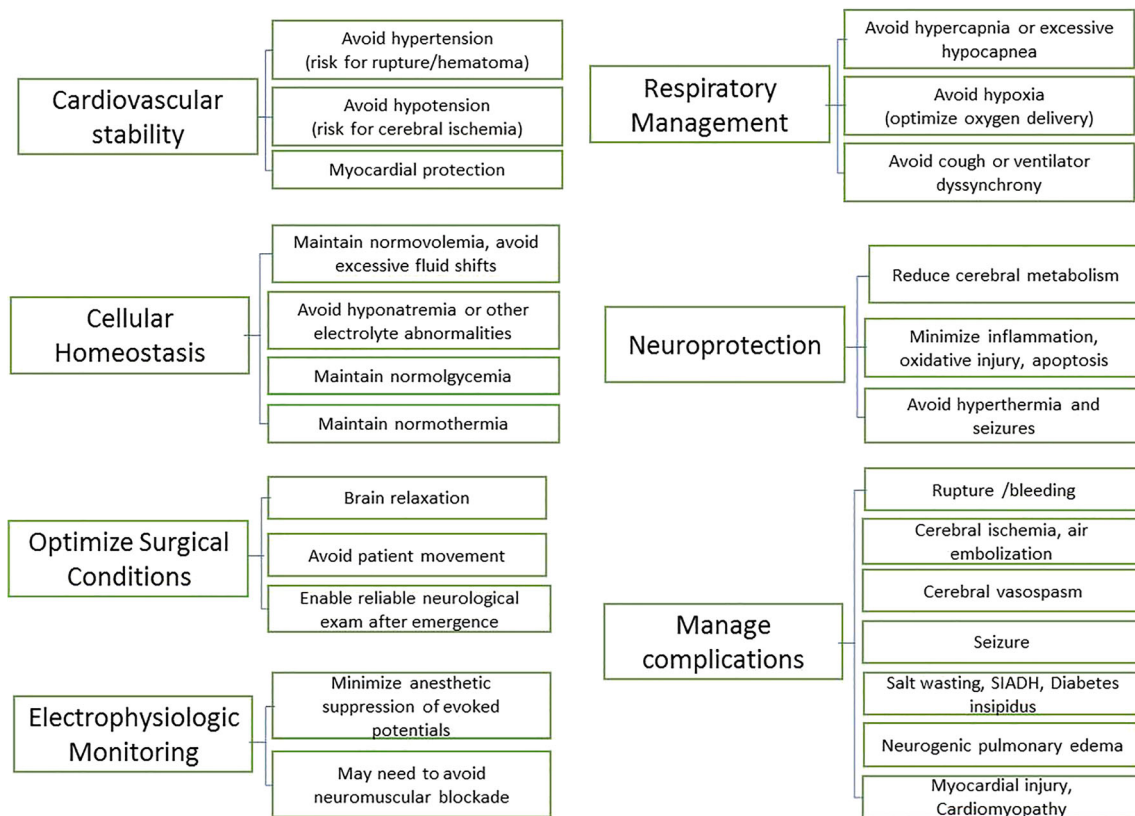 Cardiovascular
stability
Avoid hypertension
(risk for rupture/hematoma)
Avoid hypotension
(risk for cerebral ischemia)
Myocardial protection
Cellular
Homeostasis
Maintain normovolemia, avoid
excessive fluid shifts
Avoid hyponatremia or other
electrolyte abnormalities
Maintain normolgycemia
Maintain normothermia
Optimize Surgical
Conditions
Brain relaxation
Avoid patient movement
Enable reliable neurological
exam after emergence
Electrophysiologic
Monitoring
Minimize anesthetic
suppression of evoked
potentials
May need to avoid
neuromuscular blockade
Respiratory
Management
Avoid hypercapnia or excessive
hypocapnea
Avoid hypoxia
(optimize oxygen delivery)
Avoid cough or ventilator
dyssynchrony
Neuroprotection
Reduce cerebral metabolism
Minimize inflammation,
oxidative injury, apoptosis
Avoid hyperthermia and
seizures
Manage
complications
Rupture /bleeding
Cerebral ischemia, air
embolization
Cerebral vasospasm
Seizure
Salt wasting, SIADH, Diabetes
insipidus
Neurogenic pulmonary edema
Myocardial injury,
Cardiomyopathy